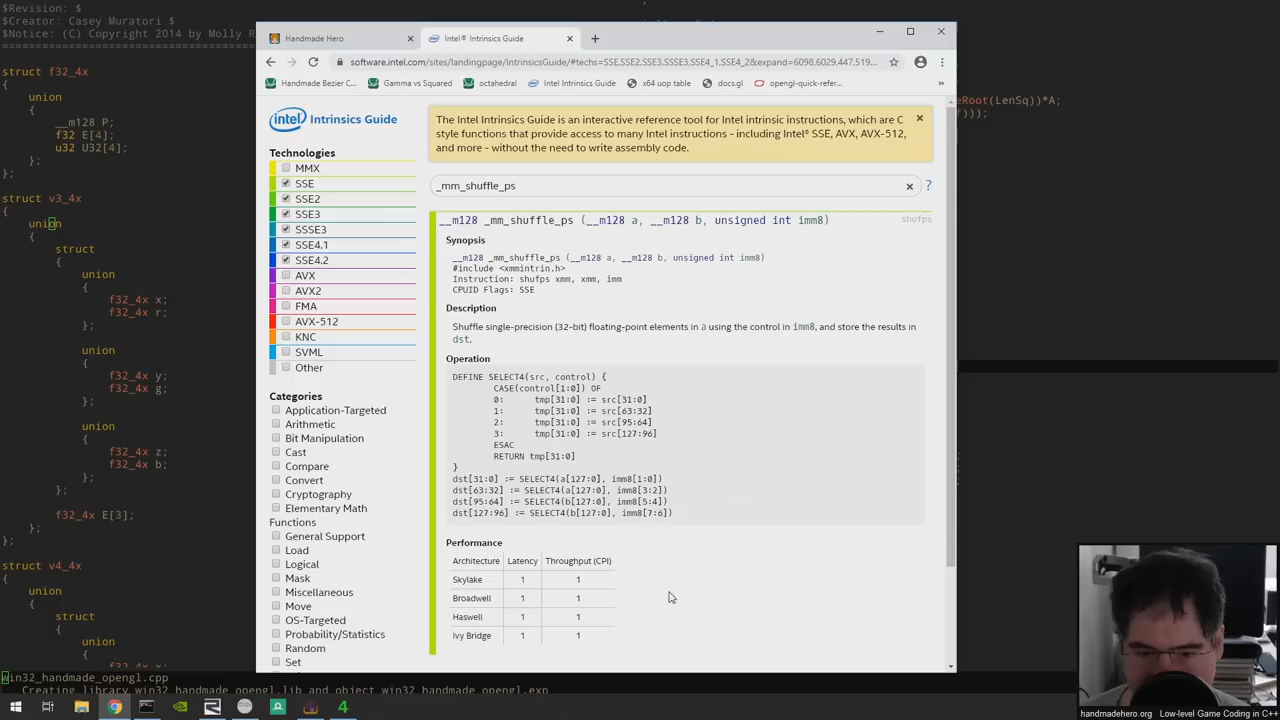 $Revision: $
$Creator: Casey Muratori $
$Notice: (C) Copyright 2014 by Molly R
struct f32_4x
{
union
{
__m128 P;
f32 E[4];
u32 U32[4];
};
};
struct v3_4x
{
union
{
struct
{
union
{
f32_4x x;
f32_4x r;
};
union
{
f32_4x y;
f32_4x g;
};
union
{
f32_4x z;
f32_4x b;
};
};
f32_4x E[3];
};
};
struct v4_4x
{
union
{
struct
{
union
{
win32_handmade_opengl.cpp
Creating library win32_handmade_opengl.lib and object win32_handmade_opengl.exp
Handmade Hero
Intel® Intrinsics Guide
software.intel.com/sites/landingpage/IntrinsicsGuide/#techs=SSE,SSE2,SSE3,SSSE3,SSE4_1,SSE4_2&expand=6098,6029,447,519...
Handmade Bezier C
Gamma vs Squared
octahedral
Intel Intrinsics Guide
x64 uop table
docs.gl
opengl-quick-refer...
»
intel Intrinsics Guide
The Intel Intrinsics Guide is an interactive reference tool for Intel intrinsic instructions, which are C
style functions that provide access to many Intel instructions - including Intel® SSE, AVX, AVX-512,
and more - without the need to write assembly code.
Technologies
MMX
SSE
SSE2
SSE3
SSSE3
SSE4.1
SSE4.2
AVX
AVX2
FMA
AVX-512
KNC
SVML
Other
Categories
Application-Targeted
Arithmetic
Bit Manipulation
Cast
Compare
Convert
Cryptography
Elementary Math
Functions
General Support
Load
Logical
Mask
Miscellaneous
Move
OS-Targeted
Probability/Statistics
Random
Set
_mm_shuffle_ps
?
__m128 _mm_shuffle_ps (__m128 a, __m128 b, unsigned int imm8)
shufps
Synopsis
__m128 _mm_shuffle_ps (__m128 a, __m128 b, unsigned int imm8)
#include <xmmintrin.h>
Instruction: shufps xmm, xmm, imm
CPUID Flags: SSE
Description
Shuffle single-precision (32-bit) floating-point elements in a using the control in imm8, and store the results in
dst.
Operation
DEFINE SELECT4(src, control) {
CASE(control[1:0]) OF
0: tmp[31:0] := src[31:0]
1: tmp[31:0] := src[63:32]
2: tmp[31:0] := src[95:64]
3: tmp[31:0] := src[127:96]
ESAC
RETURN tmp[31:0]
}
dst[31:0] := SELECT4(a[127:0], imm8[1:0])
dst[63:32] := SELECT4(a[127:0], imm8[3:2])
dst[95:64] := SELECT4(b[127:0], imm8[5:4])
dst[127:96] := SELECT4(b[127:0], imm8[7:6])
Performance
Architecture Latency Throughput (CPI)
Skylake 1 1
Broadwell 1 1
Haswell 1 1
Ivy Bridge 1 1
eRoot(LenSq))*A;
f)));
handmadehero.org Low-level Game Coding in C++